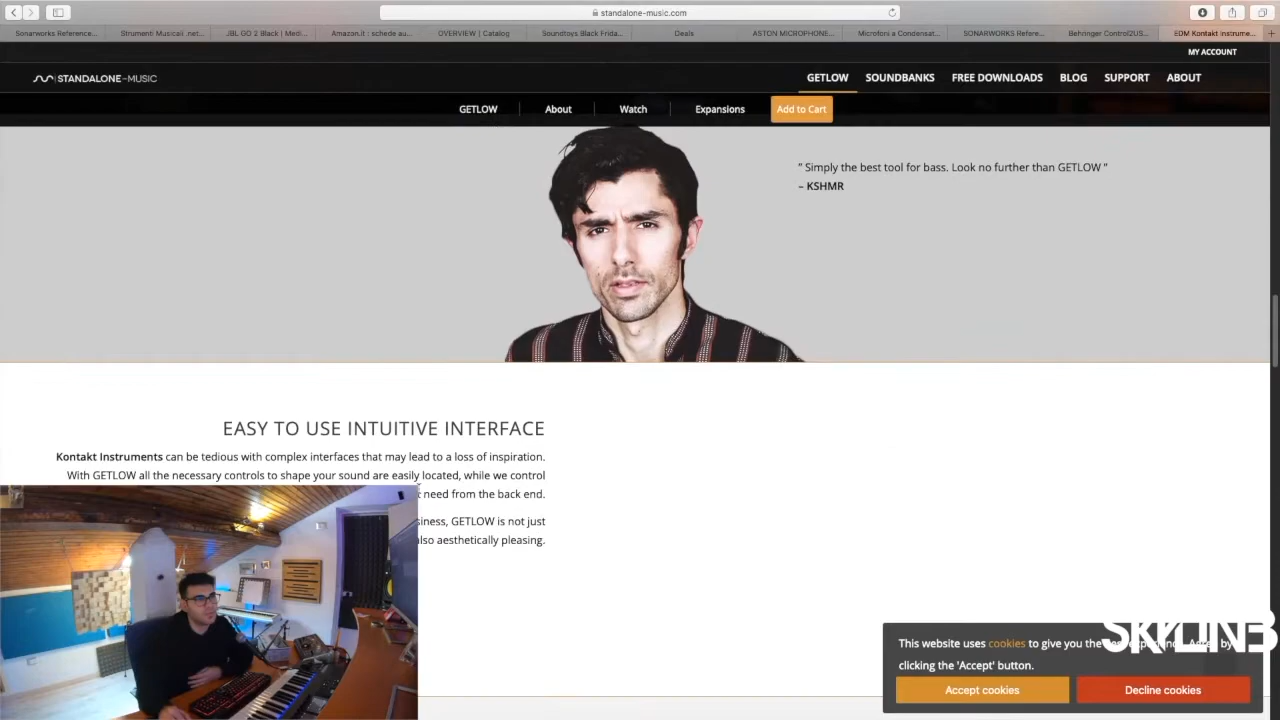 standalone-music.com
Sonarworks Reference...
Strumenti Musicali .net...
JBL GO 2 Black | Medi...
Amazon.it : schede au...
OVERVIEW | Catalog
Soundtoys Black Frida...
Deals
ASTON MICROPHONE...
Microfoni a Condensat...
SONARWORKS Refere...
Behringer Control2US...
EDM Kontakt Instrume...
MY ACCOUNT
STANDALONE-MUSIC
GETLOW
SOUNDBANKS
FREE DOWNLOADS
BLOG
SUPPORT
ABOUT
GETLOW
About
Watch
Expansions
Add to Cart
" Simply the best tool for bass. Look no further than GETLOW "
– KSHMR
EASY TO USE INTUITIVE INTERFACE
Kontakt Instruments can be tedious with complex interfaces that may lead to a loss of inspiration.
With GETLOW all the necessary controls to shape your sound are easily located, while we control
need from the back end.
siness, GETLOW is not just
also aesthetically pleasing.
This website uses cookies to give you the
by
clicking the 'Accept' button.
SKYLIN3
Accept cookies
Decline cookies